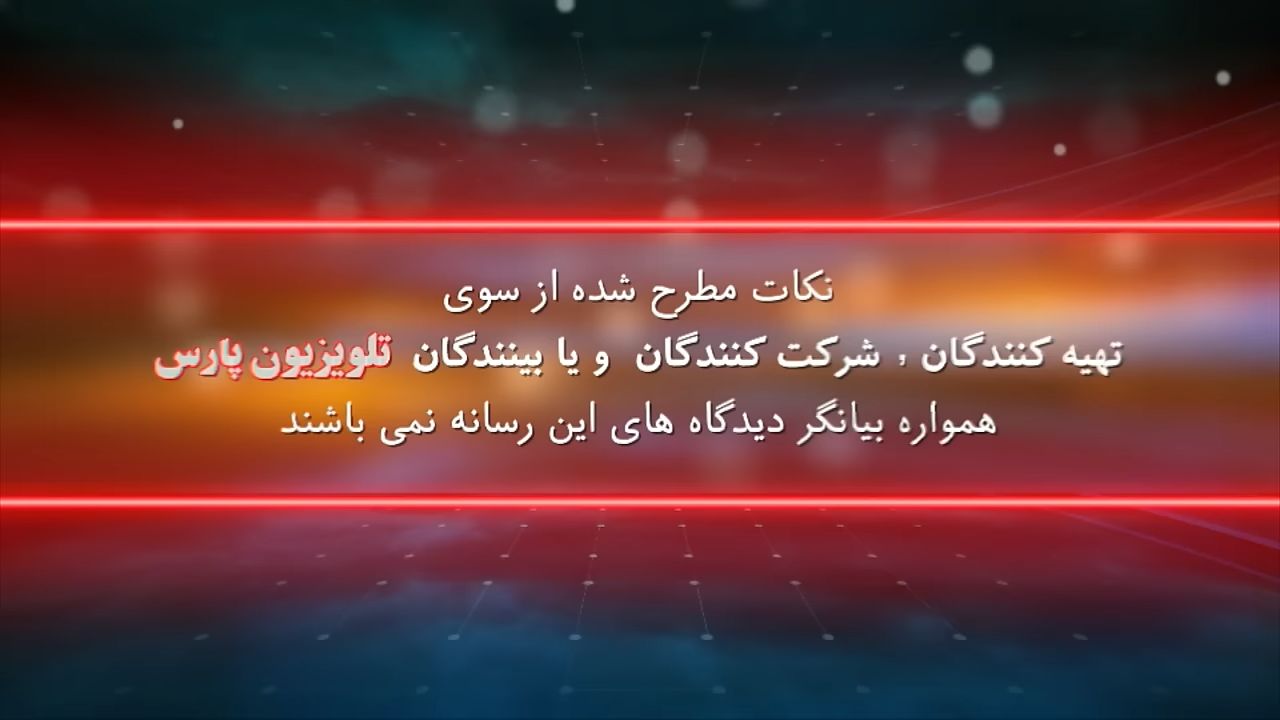 نکات مطرح شده از سوی
تهیه کنندگان , شرکت کنندگان و یا بینندگان تلویزیون پارس
همواره بیانگر دیدگاه های این رسانه نمی باشند